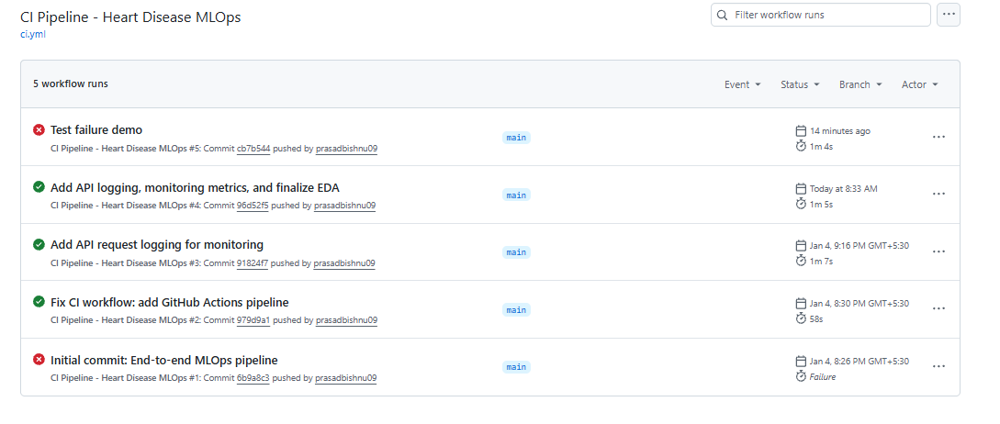 CI Pipeline - Heart Disease MLOps
ci.yml
Filter workflow runs
5 workflow runs
Event
Status
Branch
Actor
Test failure demo
CI Pipeline - Heart Disease MLOps #5: Commit cb7b544 pushed by prasadbishnu09
main
14 minutes ago
1m 4s
Add API logging, monitoring metrics, and finalize EDA
CI Pipeline - Heart Disease MLOps #4: Commit 96d52f5 pushed by prasadbishnu09
main
Today at 8:33 AM
1m 5s
Add API request logging for monitoring
CI Pipeline - Heart Disease MLOps #3: Commit 91824f7 pushed by prasadbishnu09
main
Jan 4, 9:16 PM GMT+5:30
1m 7s
Fix CI workflow: add GitHub Actions pipeline
CI Pipeline - Heart Disease MLOps #2: Commit 979d9a1 pushed by prasadbishnu09
main
Jan 4, 8:30 PM GMT+5:30
58s
Initial commit: End-to-end MLOps pipeline
CI Pipeline - Heart Disease MLOps #1: Commit 6b9a8c3 pushed by prasadbishnu09
main
Jan 4, 8:26 PM GMT+5:30
Failure